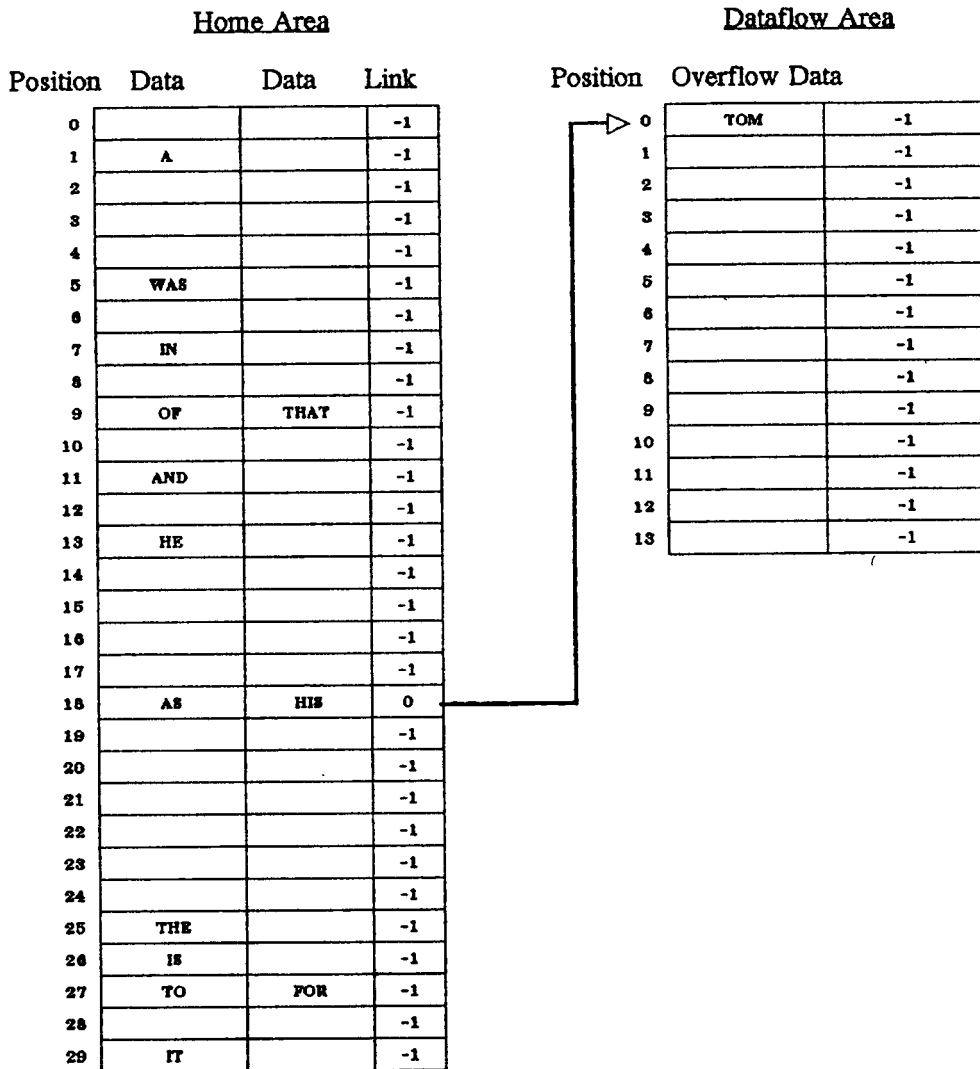 Home Area
Position Data Data Link
0 -1
1 A -1
2 -1
3 -1
4 -1
5 WAS -1
6 -1
7 IN -1
8 -1
9 OF THAT -1
10 -1
11 AND -1
12 -1
13 HE -1
14 -1
15 -1
16 -1
17 -1
18 AS HIS 0
19 -1
20 -1
21 -1
22 -1
23 -1
24 -1
25 THE -1
26 IS -1
27 TO FOR -1
28 -1
29 IT -1
Dataflow Area
Position Overflow Data
0 TOM -1
1 -1
2 -1
3 -1
4 -1
5 -1
6 -1
7 -1
8 -1
9 -1
10 -1
11 -1
12 -1
13 -1